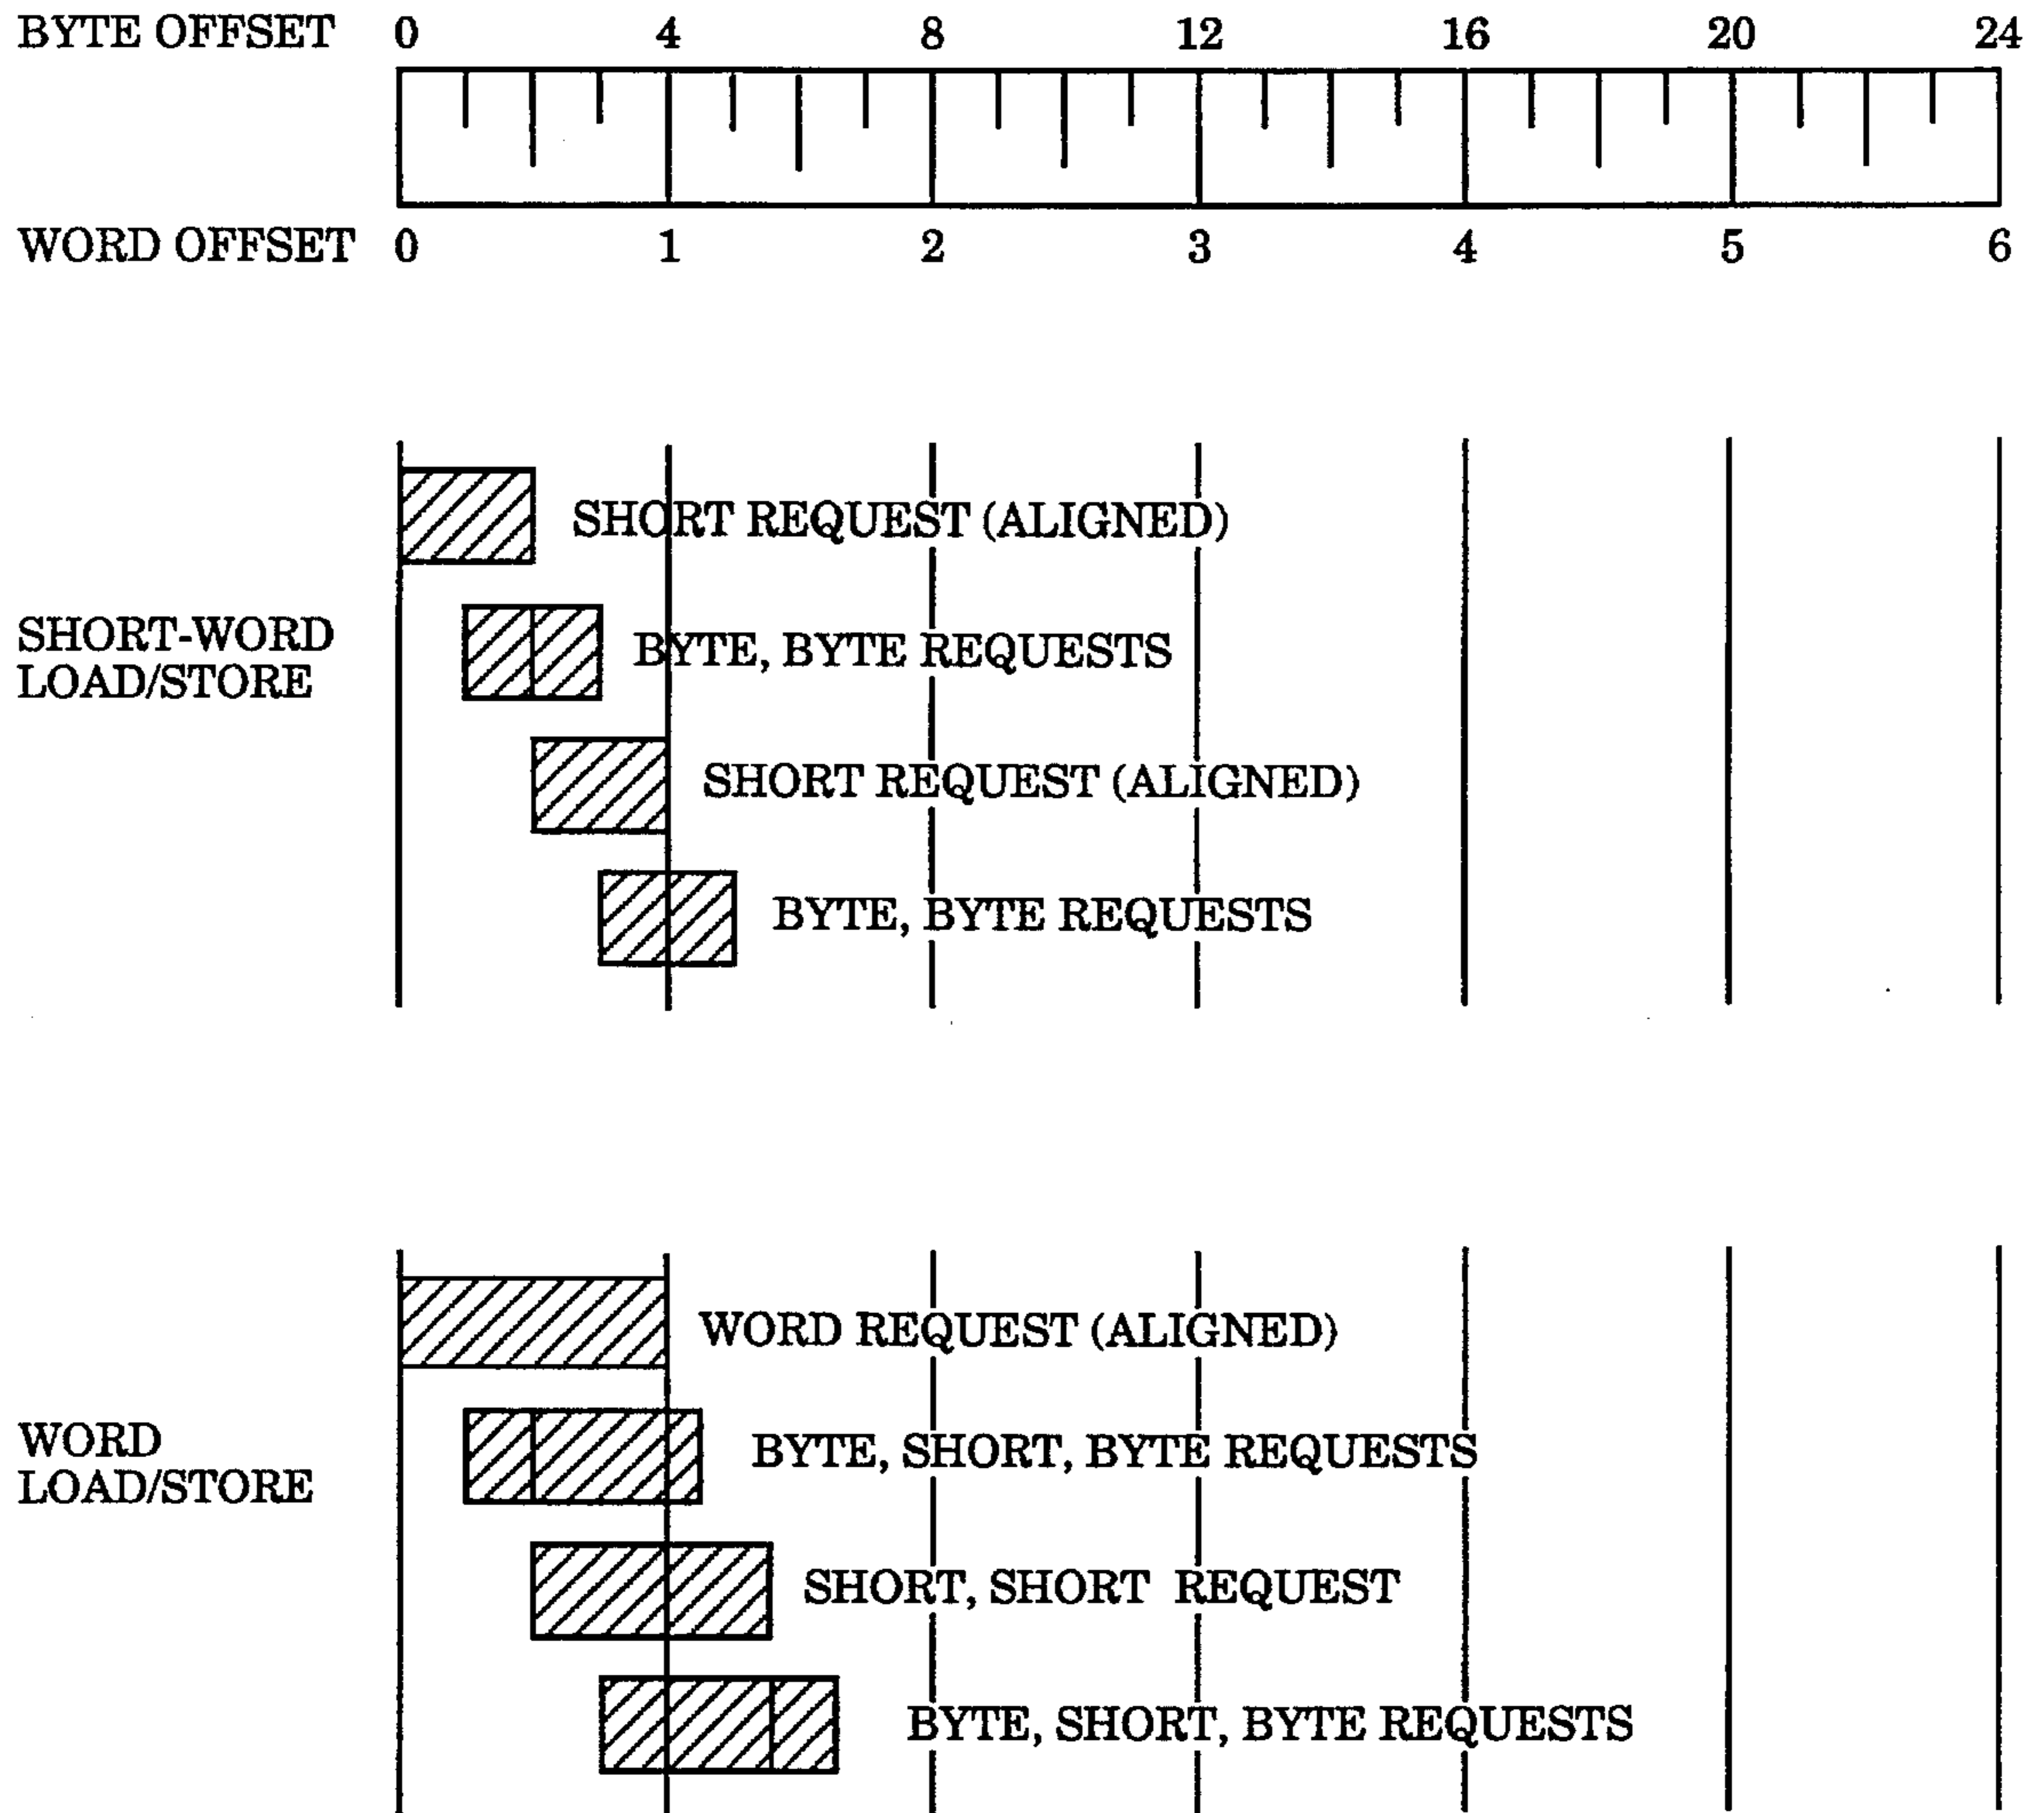 BYTE OFFSET 0 4 8 12 16 20 24
WORD OFFSET 0 1 2 3 4 5 6
SHORT REQUEST (ALIGNED)
SHORT-WORD
LOAD/STORE
BYTE, BYTE REQUESTS
SHORT REQUEST (ALIGNED)
BYTE, BYTE REQUESTS
WORD REQUEST (ALIGNED)
WORD
LOAD/STORE
BYTE, SHORT, BYTE REQUESTS
SHORT, SHORT REQUEST
BYTE, SHORT, BYTE REQUESTS